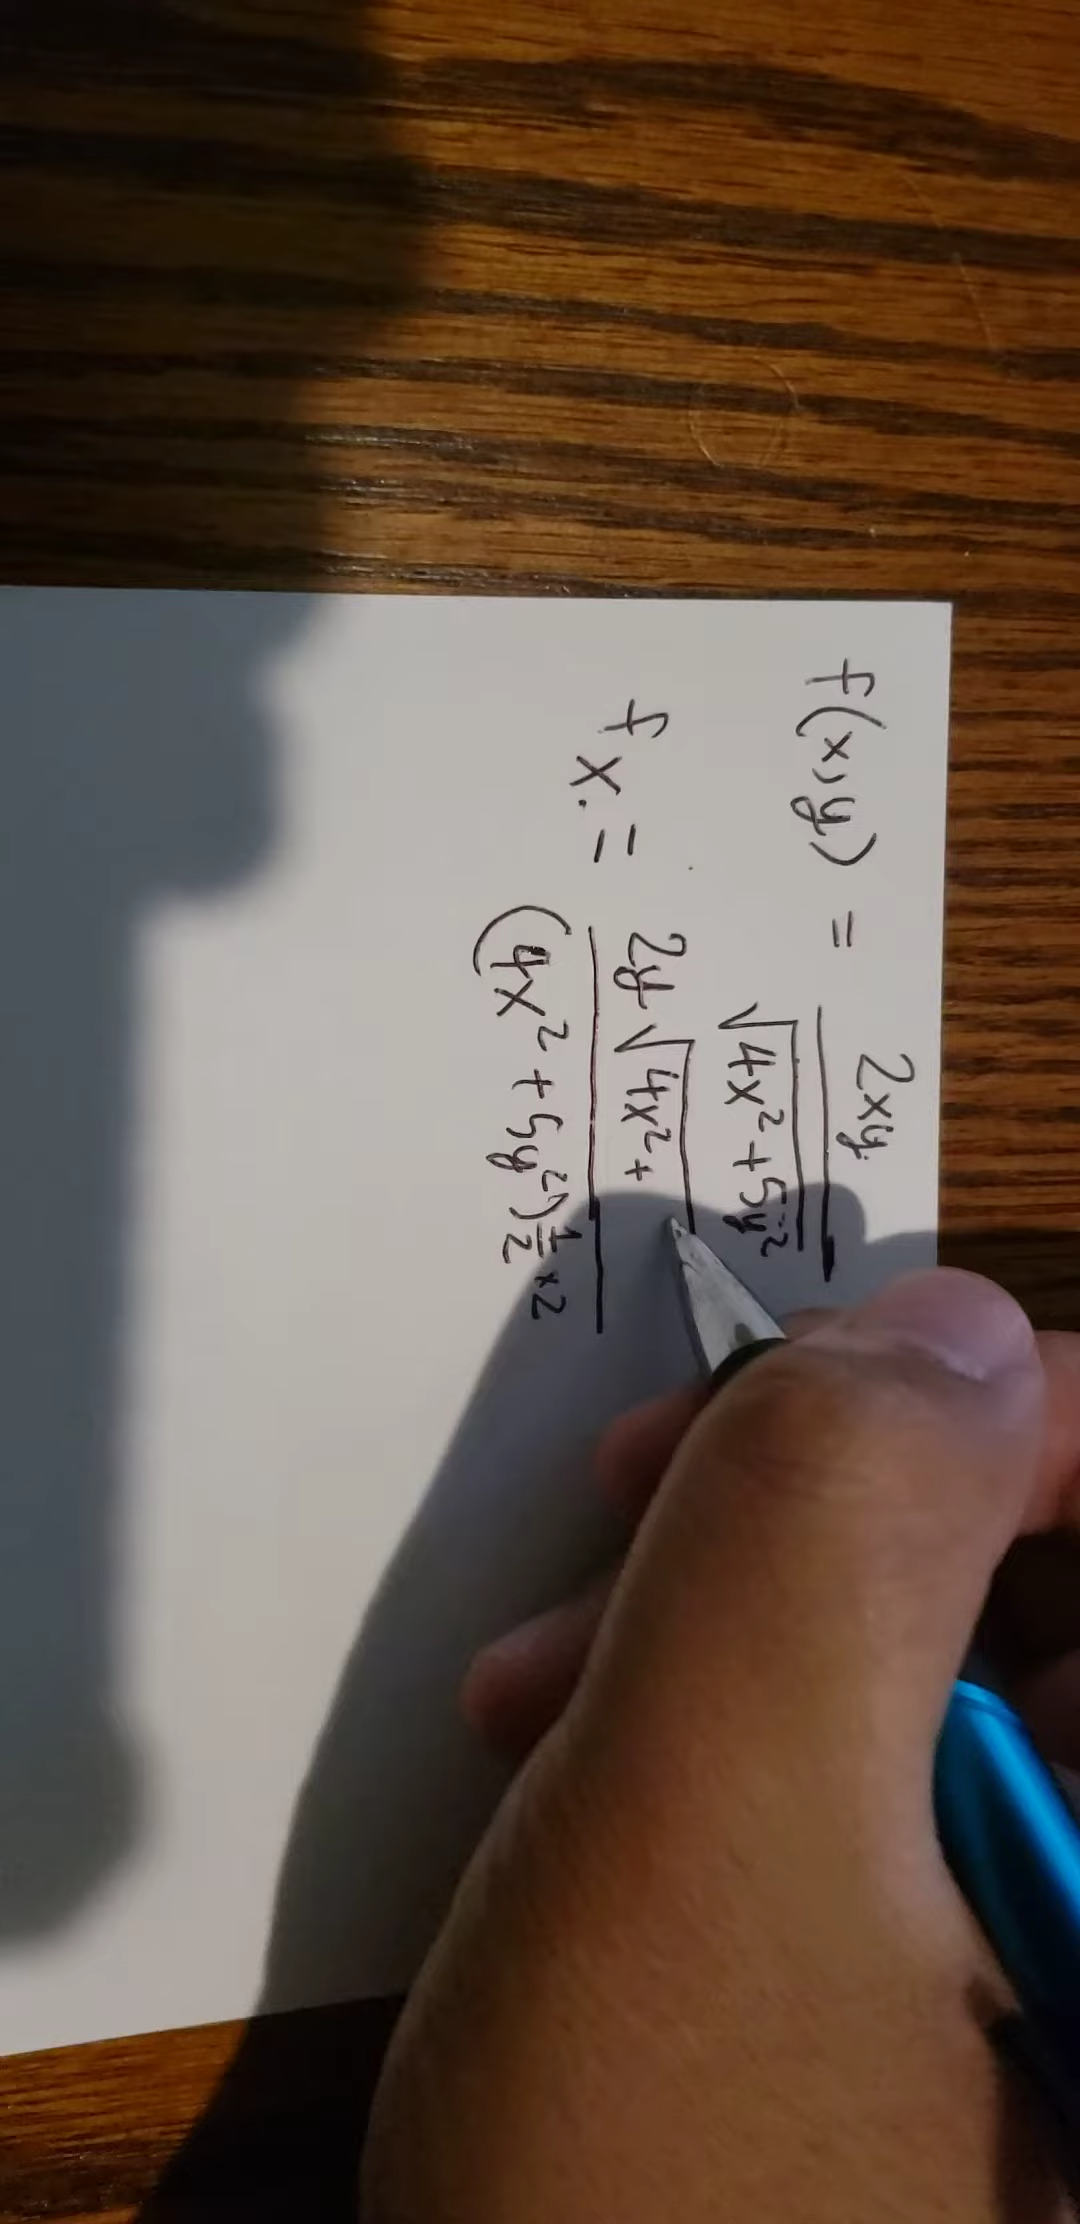 f(x,y) = 2xy / √(4x² + 5y²)
fx. = 2y √(4x² + / (4x² + 5y²)^(1/2 × 2)